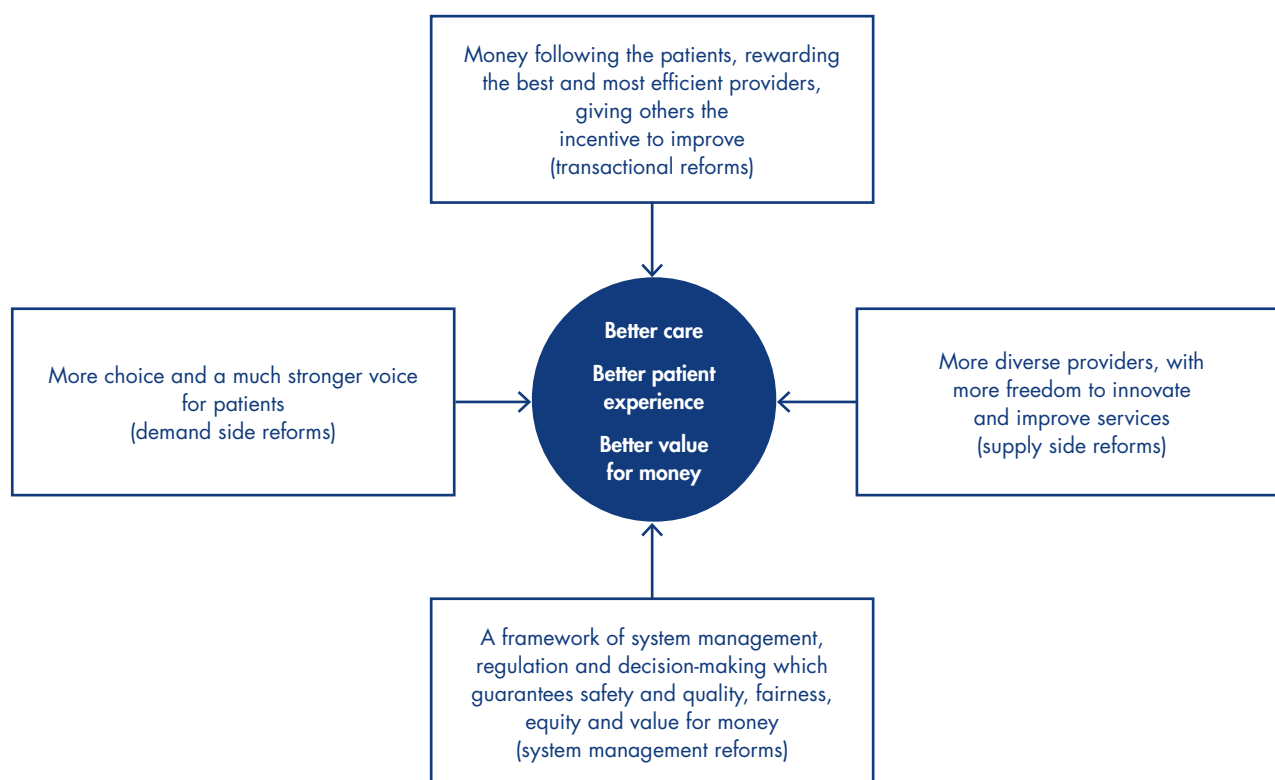 Money following the patients, rewarding
the best and most efficient providers,
giving others the
incentive to improve
(transactional reforms)
More choice and a much stronger voice
for patients
(demand side reforms)
Better care
Better patient
experience
Better value
for money
More diverse providers, with
more freedom to innovate
and improve services
(supply side reforms)
A framework of system management,
regulation and decision-making which
guarantees safety and quality, fairness,
equity and value for money
(system management reforms)